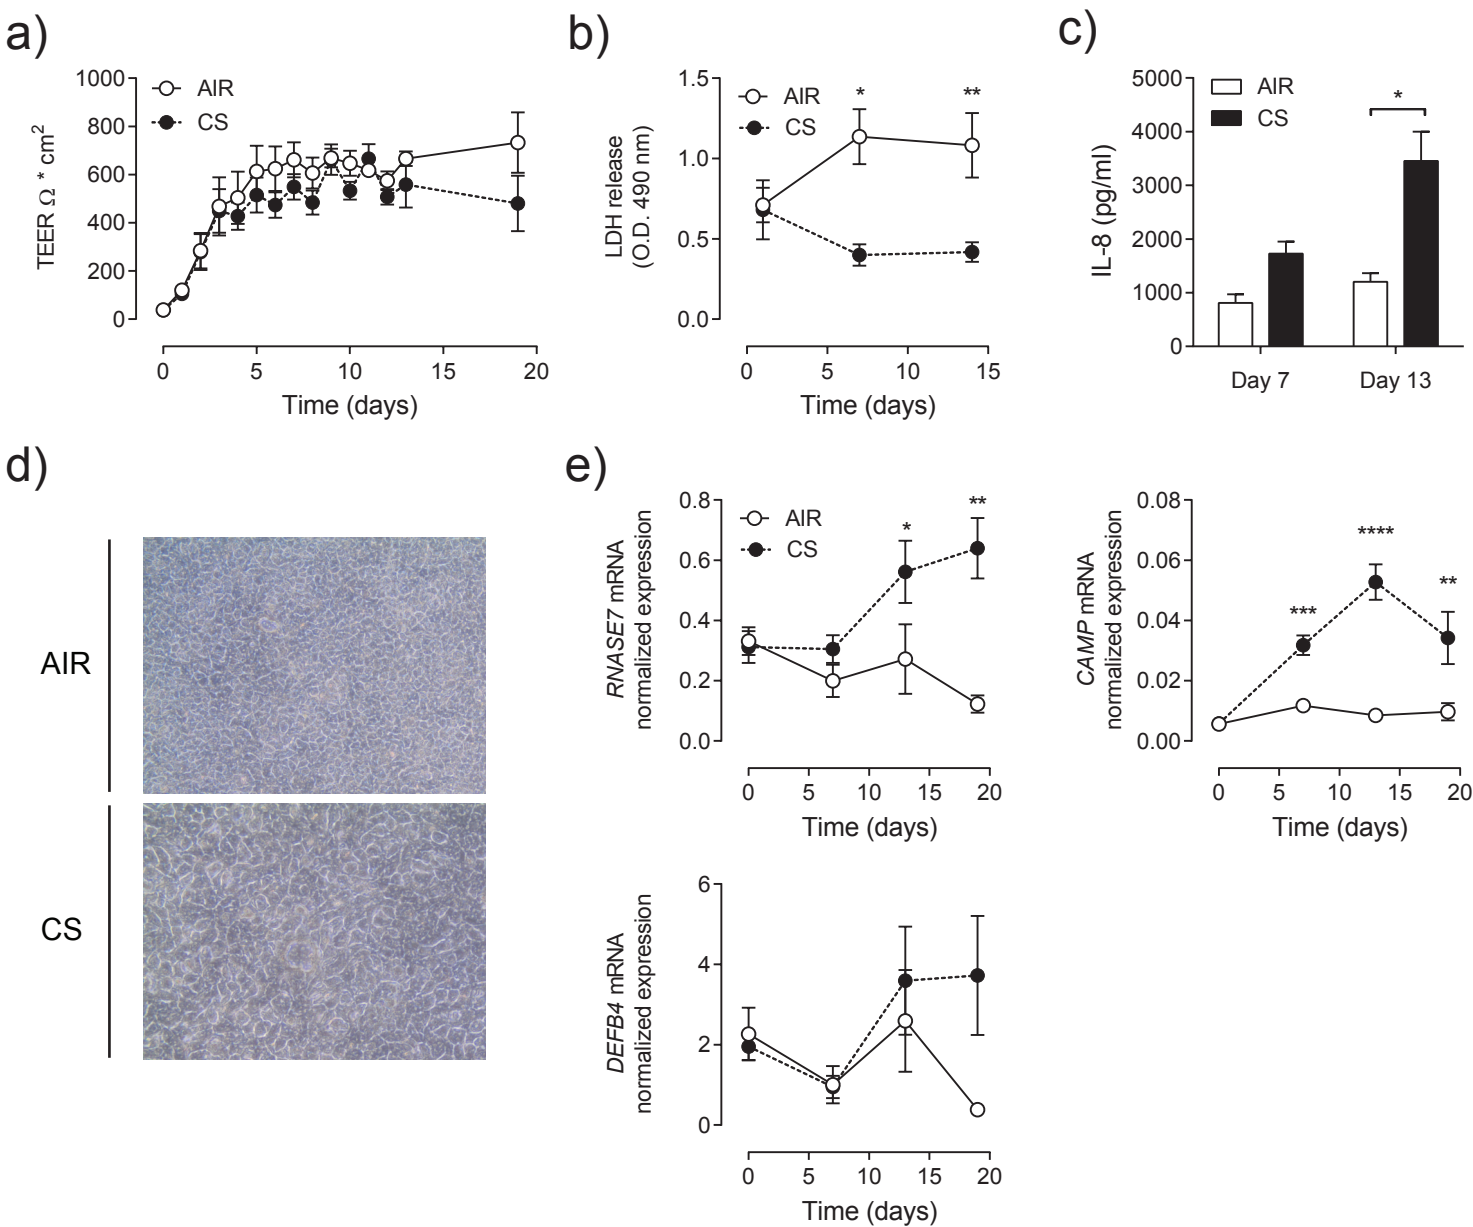 a)
1000
800
600
400
200
0
TEER Ω * cm2
AIR
CS
0 5 10 15 20
Time (days)
b)
1.5
1.0
0.5
0.0
LDH release
(O.D. 490 nm)
AIR
CS
* **
0 5 10 15
Time (days)
c)
5000
4000
3000
2000
1000
0
IL-8 (pg/ml)
AIR
CS
*
Day 7 Day 13
d)
AIR
CS
e)
0.8
0.6
0.4
0.2
0.0
RNASE7 mRNA
normalized expression
AIR
CS
* **
0 5 10 15 20
Time (days)
0.08
0.06
0.04
0.02
0.00
CAMP mRNA
normalized expression
*** **** **
0 5 10 15 20
Time (days)
6
4
2
0
DEFB4 mRNA
normalized expression
0 5 10 15 20
Time (days)